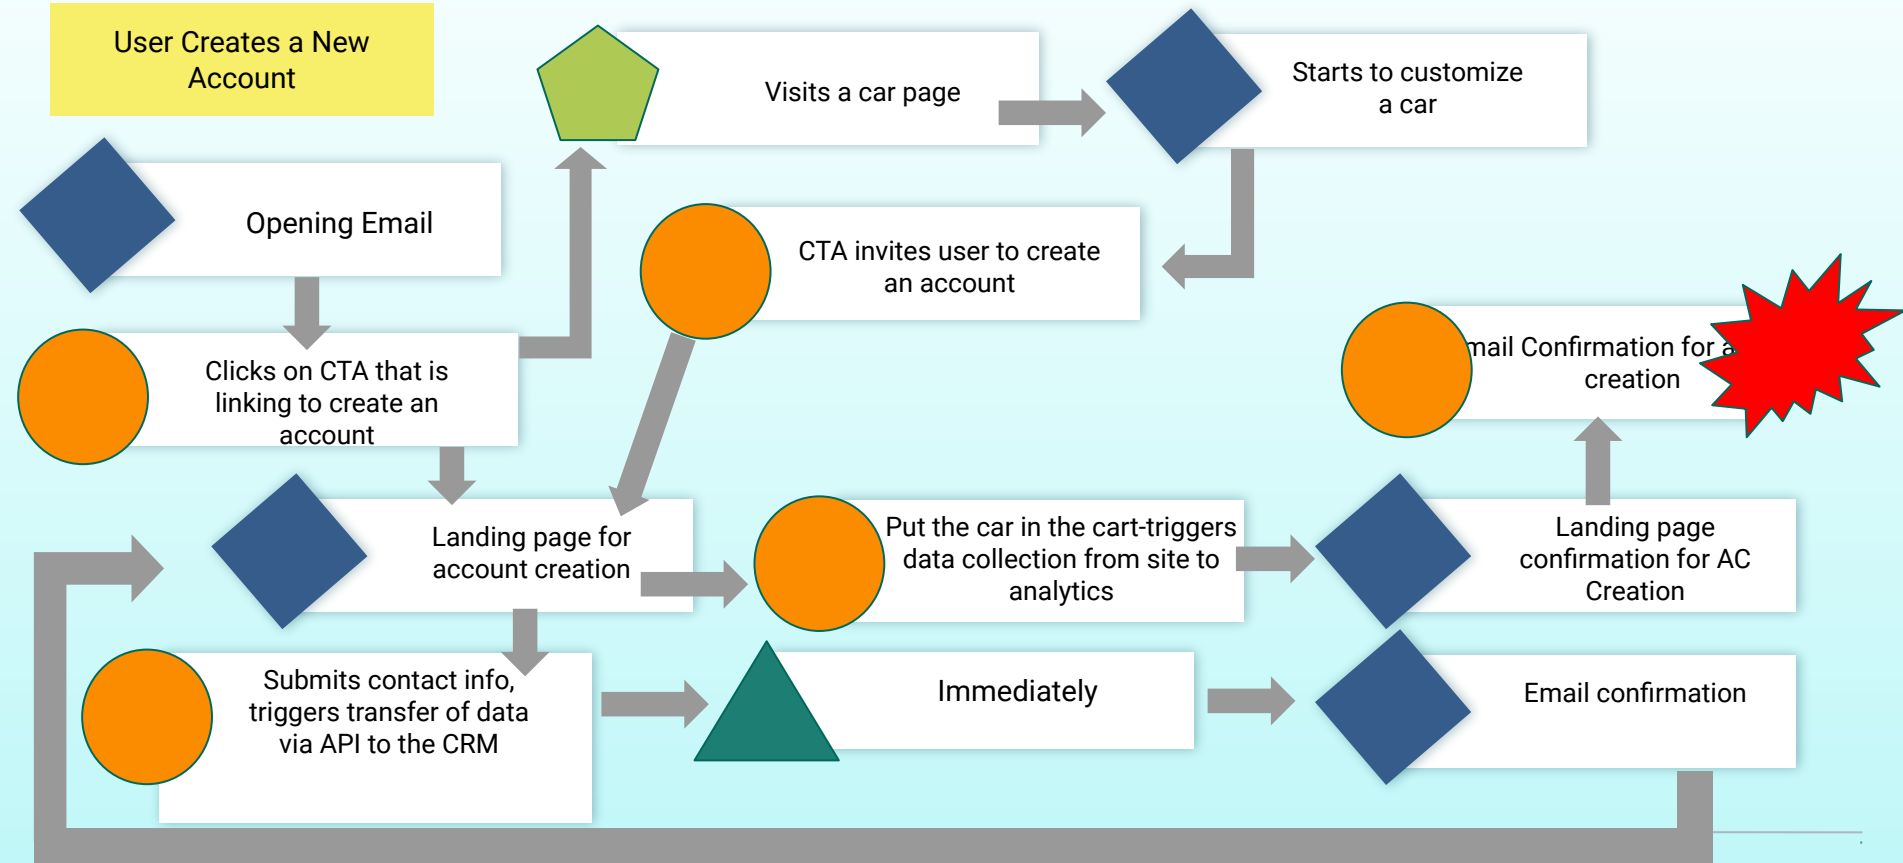 User Creates a New
Account
Visits a car page
Starts to customize
a car
Opening Email
CTA invites user to create
an account
Clicks on CTA that is
linking to create an
account
mail Confirmation for
creation
Landing page for
account creation
Put the car in the cart-triggers
data collection from site to
analytics
Landing page
confirmation for AC
Creation
Submits contact info,
triggers transfer of data
via API to the CRM
Immediately
Email confirmation